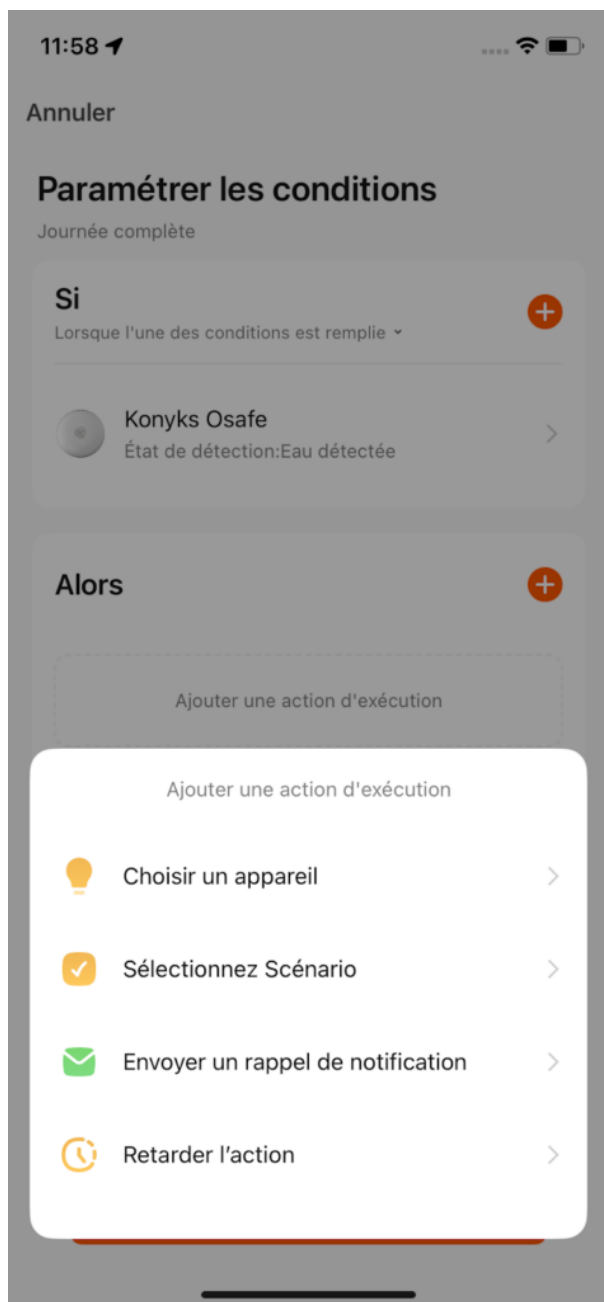 11:58
Annuler
Paramétrer les conditions
Journée complète
Si
Lorsque l'une des conditions est remplie
Konyks Osafe
État de détection:Eau détectée
Alors
Ajouter une action d'exécution
Ajouter une action d'exécution
Choisir un appareil
Sélectionnez Scénario
Envoyer un rappel de notification
Retarder l’action